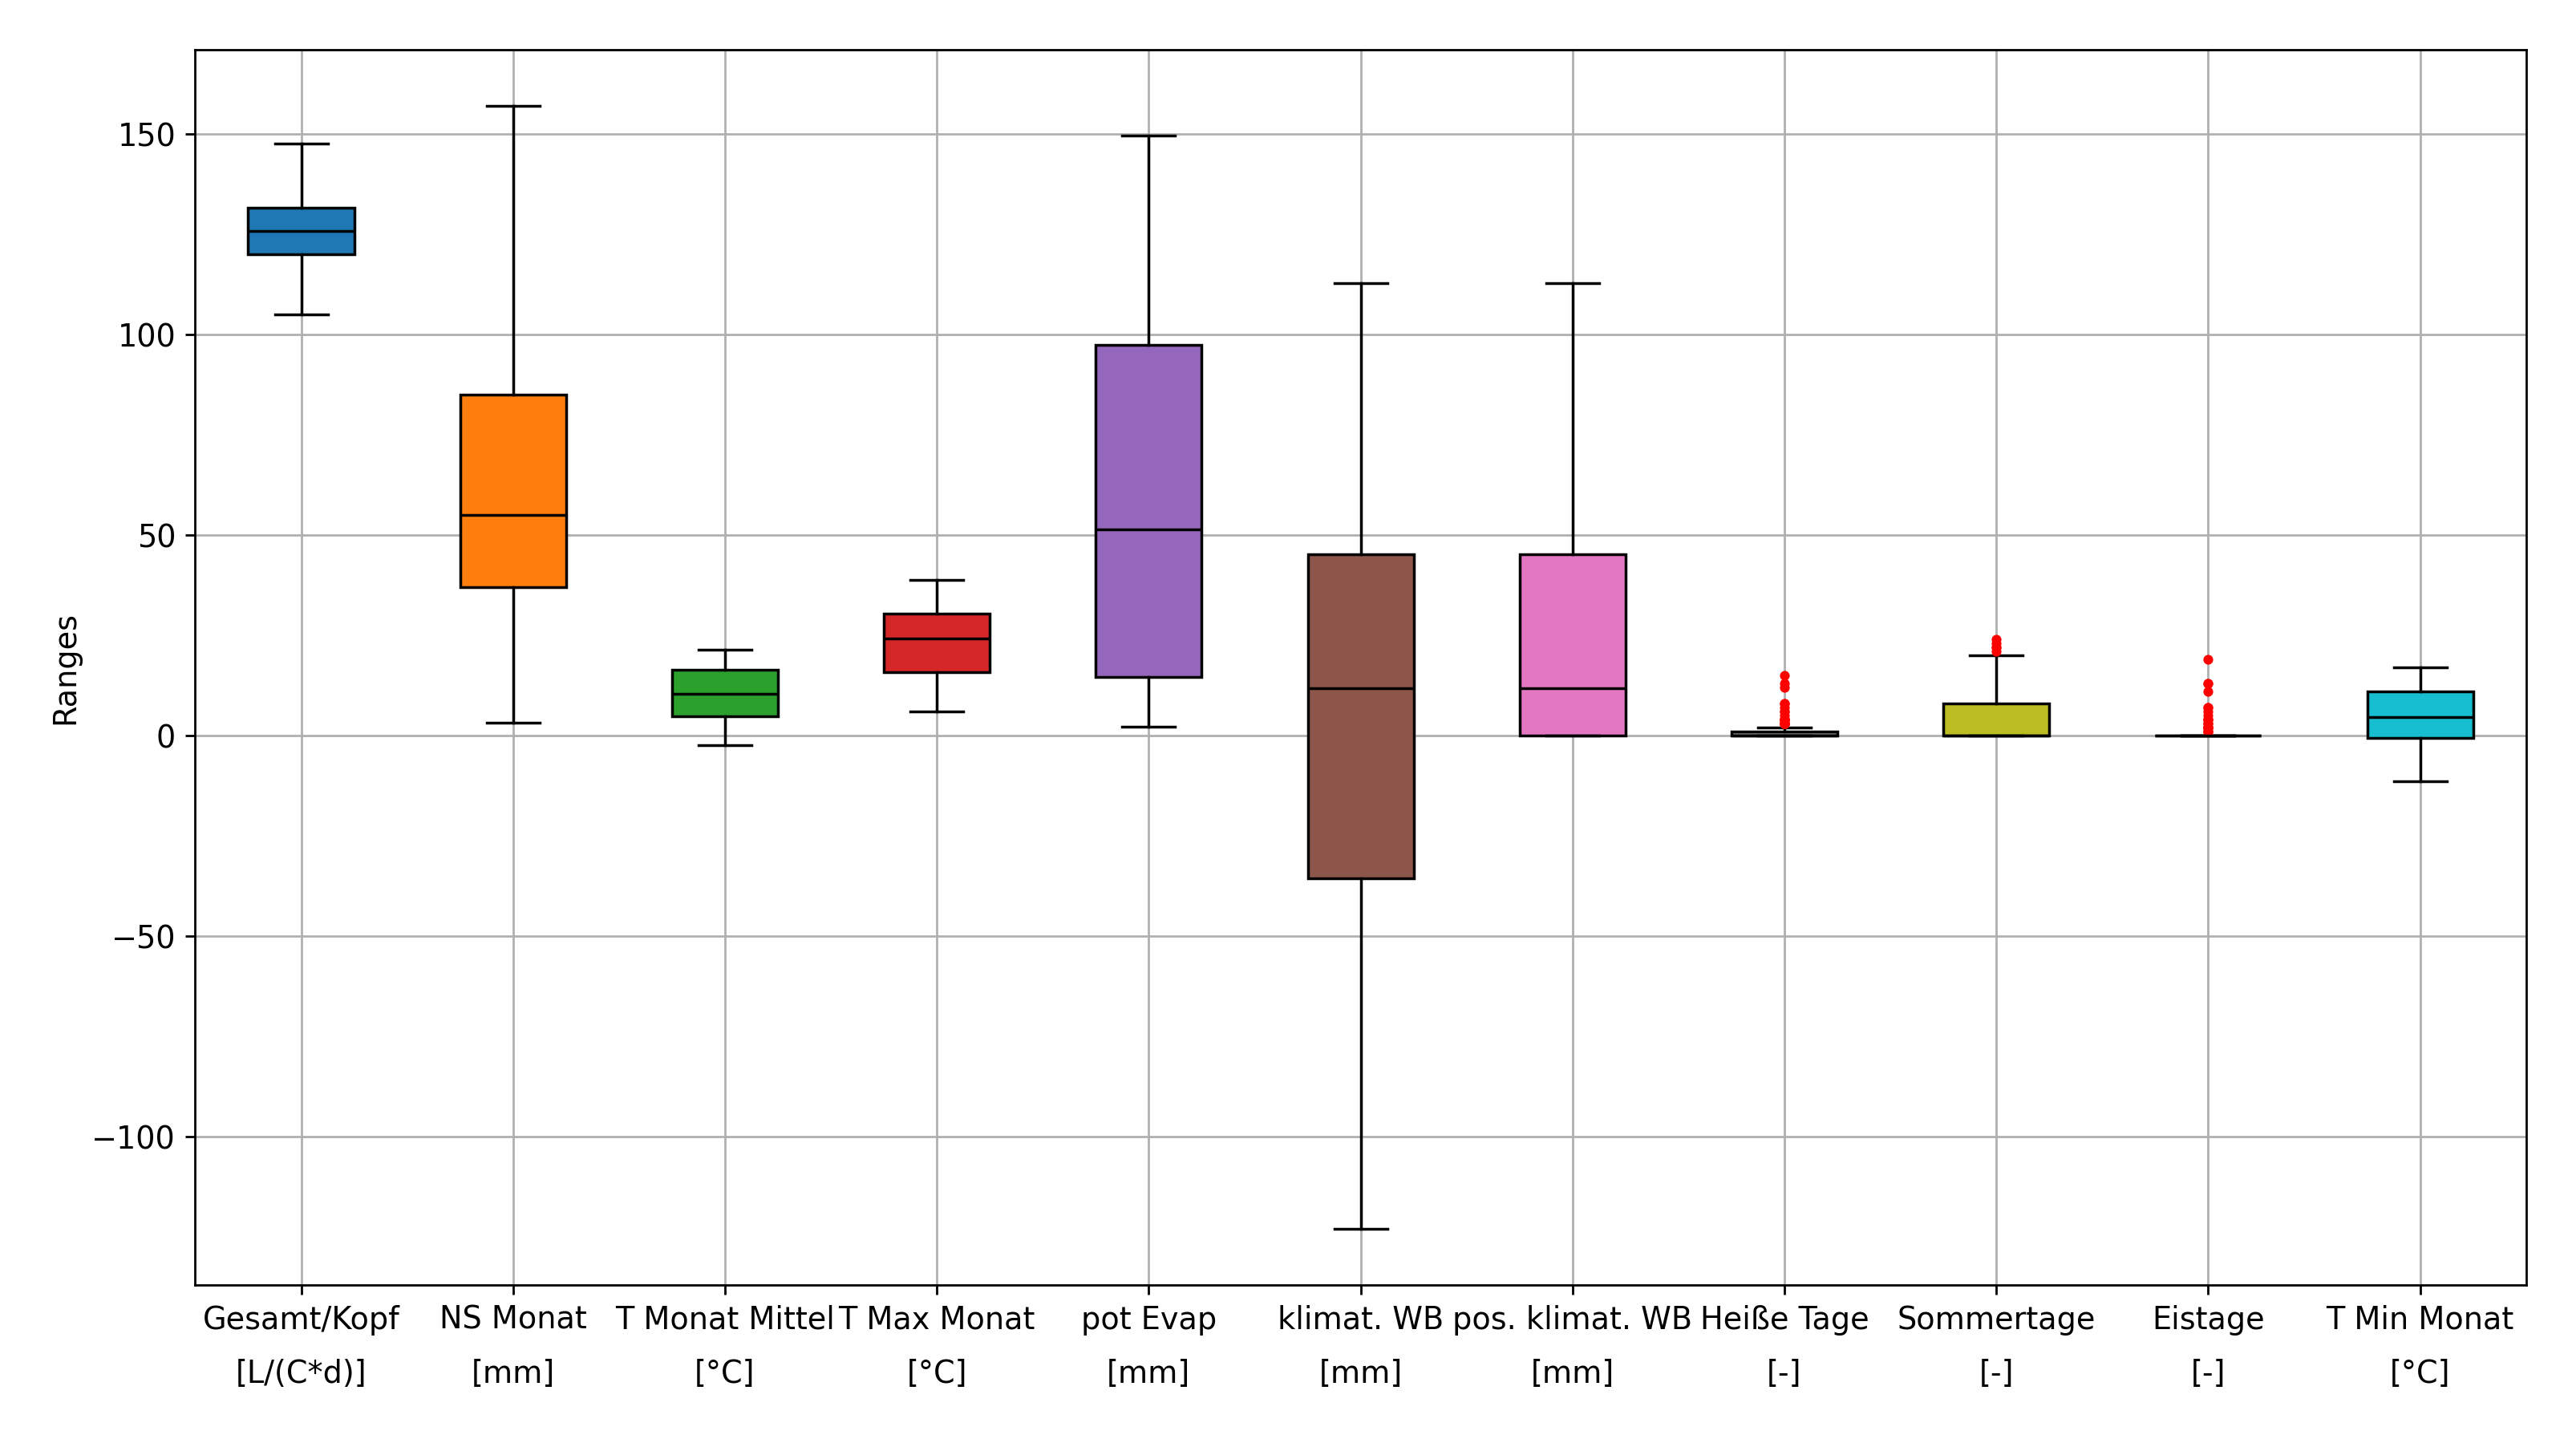 150
100
50
0
−50
−100
Ranges
Gesamt/Kopf NS Monat T Monat Mittel T Max Monat pot Evap klimat. WB pos. klimat. WB Heiße Tage Sommertage Eistage T Min Monat
[L/(C*d)] [mm] [°C] [°C] [mm] [mm] [mm] [-] [-] [-] [°C]